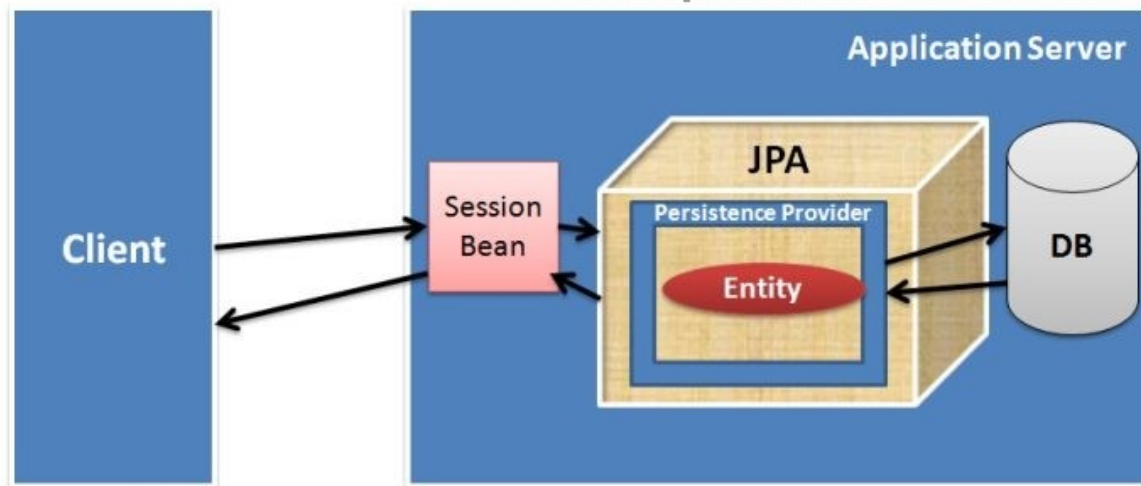 Application Server
JPA
Persistence Provider
Session
Bean
Client
Entity
DB